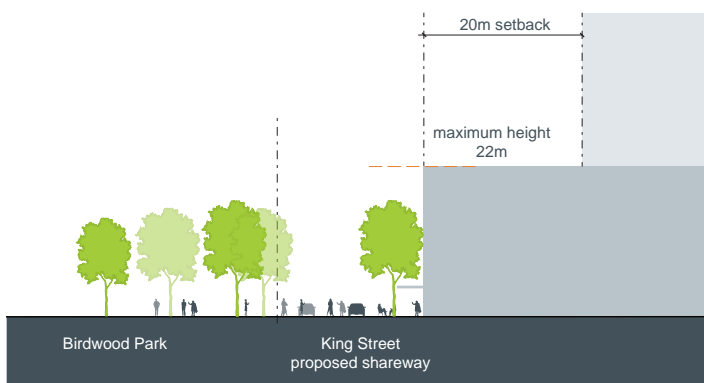 20m setback
maximum height
22m
Birdwood Park
King Street
proposed shareway